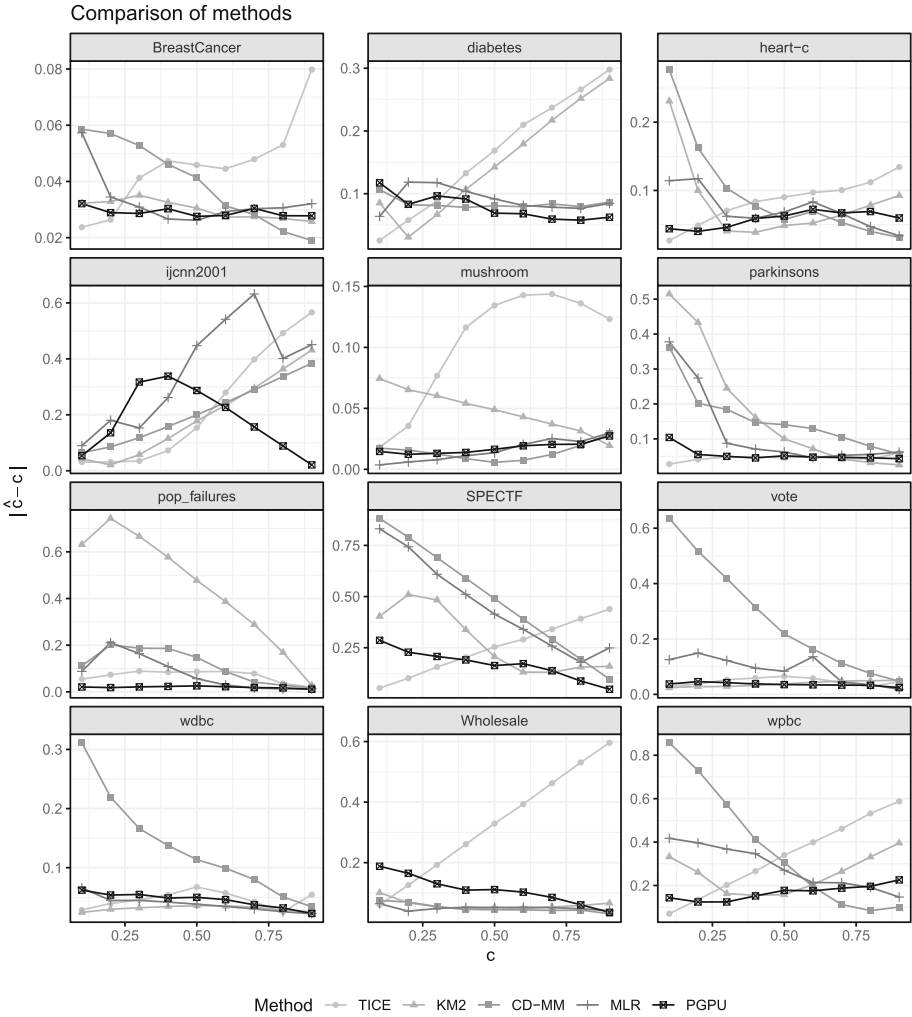 Comparison of methods
BreastCancer diabetes heart−c
0.08 0.06 0.04 0.02
0.3 0.2 0.1
0.2 0.1
ijcnn2001 mushroom parkinsons
0.6 0.4 0.2 0.0
0.15 0.10 0.05 0.00
0.5 0.4 0.3 0.2 0.1
|ĉ−c|
pop_failures SPECTF vote
0.6 0.4 0.2 0.0
0.75 0.50 0.25
0.6 0.4 0.2 0.0
wdbc Wholesale wpbc
0.3 0.2 0.1
0.6 0.4 0.2
0.8 0.6 0.4 0.2
0.25 0.50 0.75 0.25 0.50 0.75 0.25 0.50 0.75
c
Method TICE KM2 CD−MM MLR PGPU